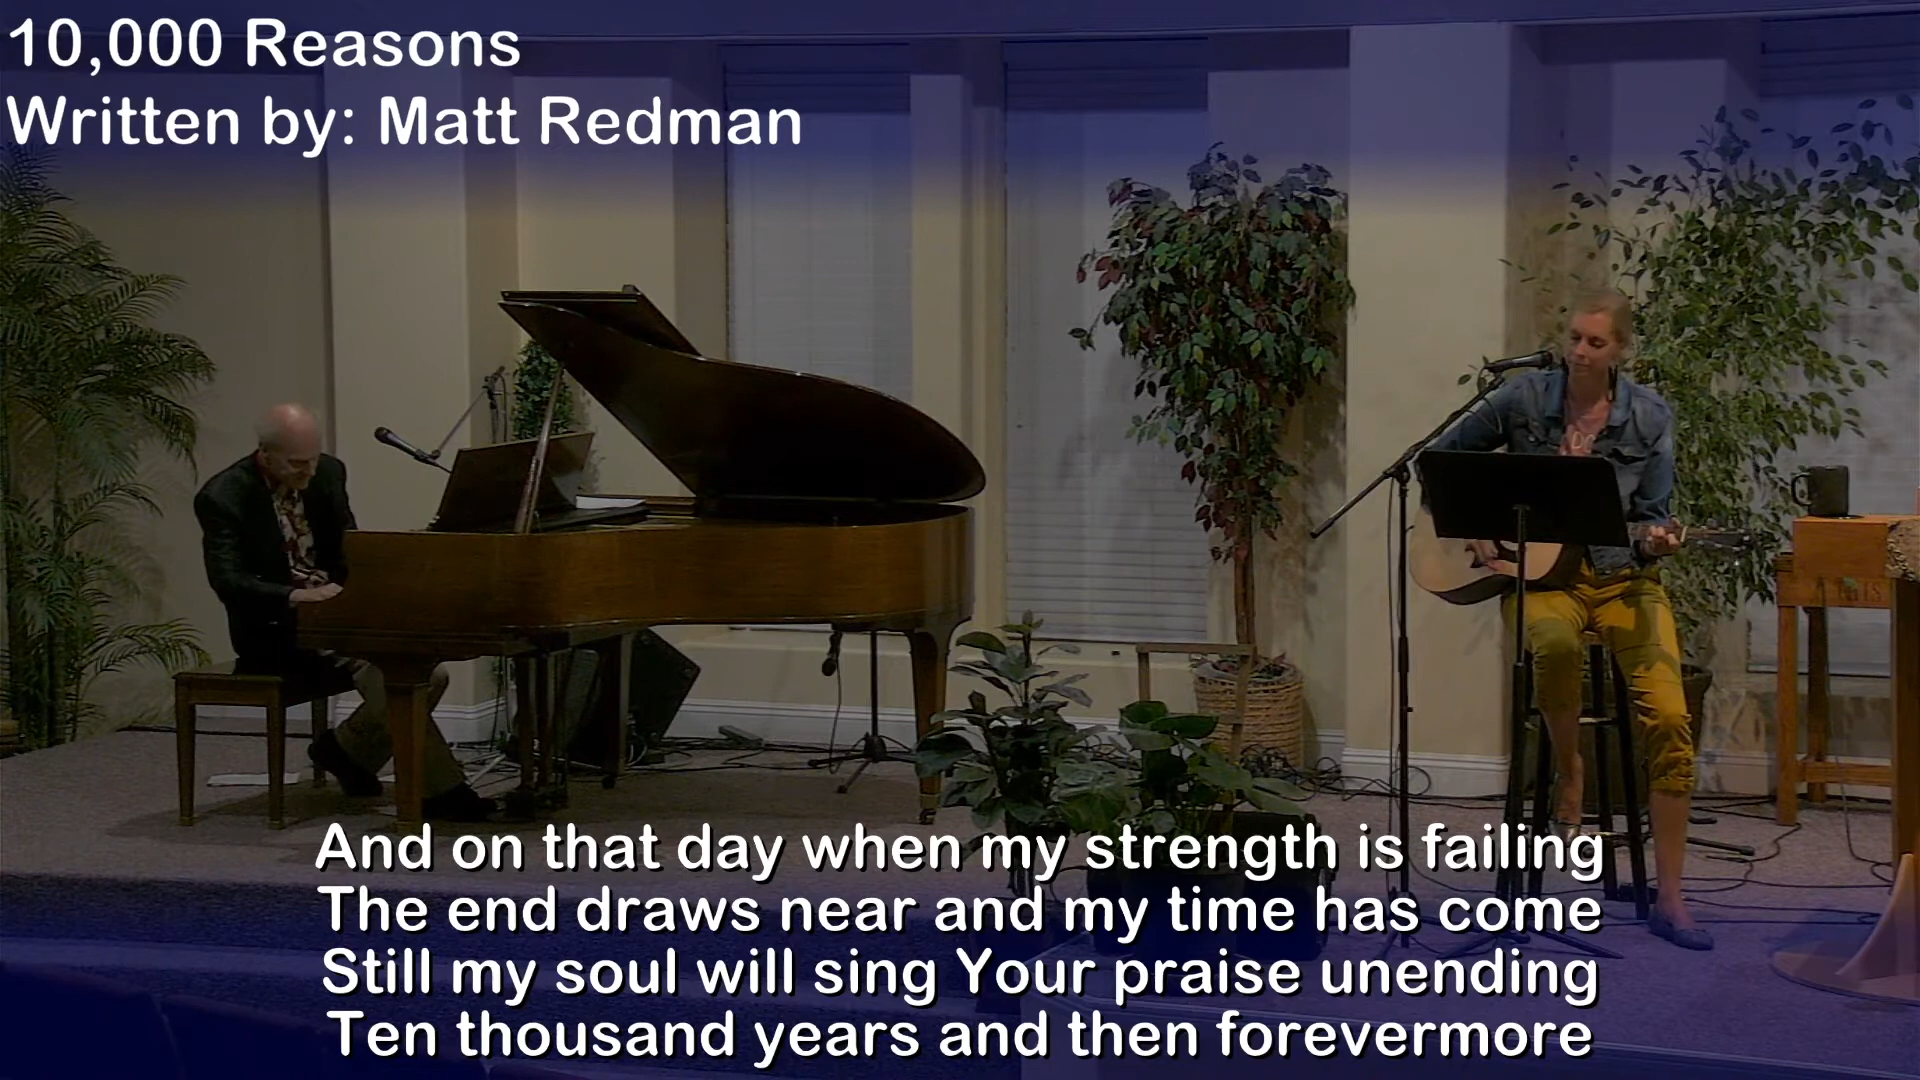 10,000 Reasons
Written by: Matt Redman
And on that day when my strength is failing
The end draws near and my time has come
Still my soul will sing Your praise unending
Ten thousand years and then forevermore